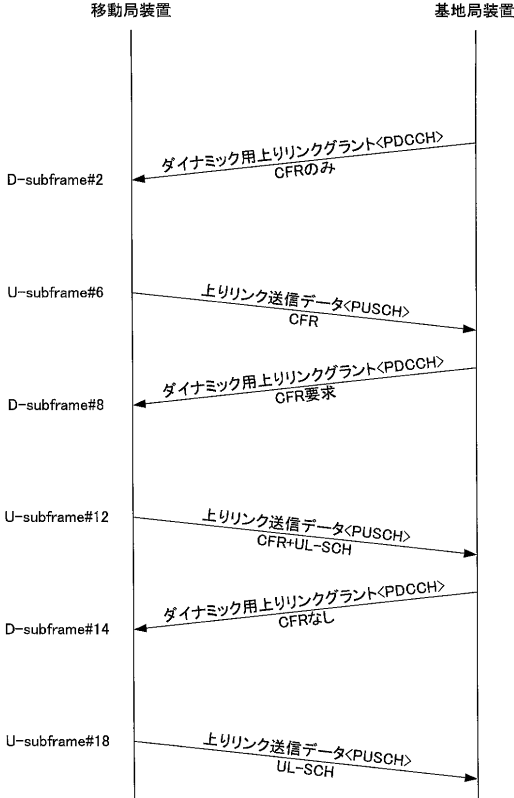 移動局装置
基地局装置
ダイナミック用上りリンクグラント<PDCCH>
CFRのみ
D-subframe#2
U-subframe#6
上りリンク送信データ<PUSCH>
CFR
ダイナミック用上りリンクグラント<PDCCH>
CFR要求
D-subframe#8
U-subframe#12
上りリンク送信データ<PUSCH>
CFR+UL-SCH
ダイナミック用上りリンクグラント<PDCCH>
CFRなし
D-subframe#14
U-subframe#18
上りリンク送信データ<PUSCH>
UL-SCH